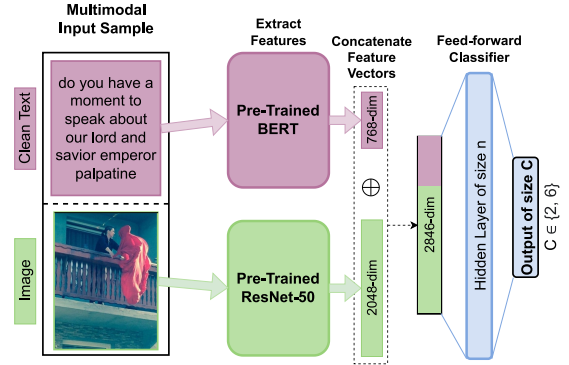 Multimodal
Input Sample
Extract
Features
Concatenate
Feature
Vectors
Feed-forward
Classifier
Clean Text
do you have a
moment to
speak about
our lord and
savior emperor
palpatine
Pre-Trained
BERT
768-dim
⊕
Image
Pre-Trained
ResNet-50
2048-dim
2846-dim
Hidden Layer of size n
Output of size C
C ∈ {2, 6}